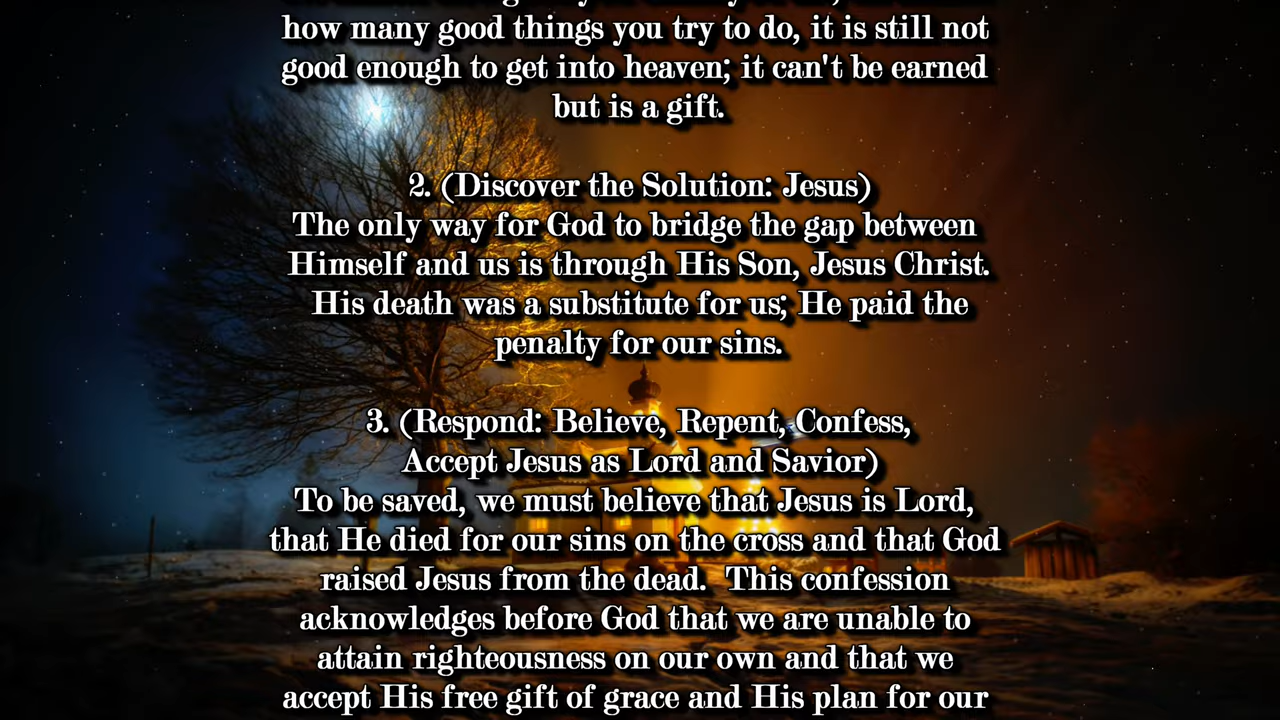 how many good things you try to do, it is still not
good enough to get into heaven; it can't be earned
but is a gift.
2. (Discover the Solution: Jesus)
The only way for God to bridge the gap between
Himself and us is through His Son, Jesus Christ.
His death was a substitute for us; He paid the
penalty for our sins.
3. (Respond: Believe, Repent, Confess,
Accept Jesus as Lord and Savior)
To be saved, we must believe that Jesus is Lord,
that He died for our sins on the cross and that God
raised Jesus from the dead.  This confession
acknowledges before God that we are unable to
attain righteousness on our own and that we
accept His free gift of grace and His plan for our